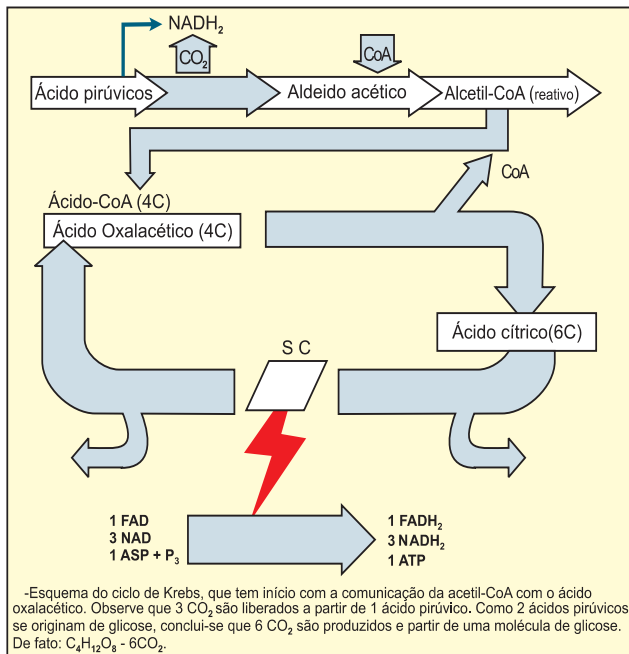 NADH₂
CO₂
CoA
Ácido pirúvicos
Aldeido acético
Alcetil-CoA (reativo)
CoA
Ácido-CoA (4C)
Ácido Oxalacético (4C)
Ácido cítrico(6C)
S C
1 FAD
3 NAD
1 ASP + P₃
1 FADH₂
3 NADH₂
1 ATP
-Esquema do ciclo de Krebs, que tem início com a comunicação da acetil-CoA com o ácido
oxalacético. Observe que 3 CO₂ são liberados a partir de 1 ácido pirúvico. Como 2 ácidos pirúvicos
se originam de glicose, conclui-se que 6 CO₂ são produzidos e partir de uma molécula de glicose.
De fato: C₄H₁₂O₈ - 6CO₂.